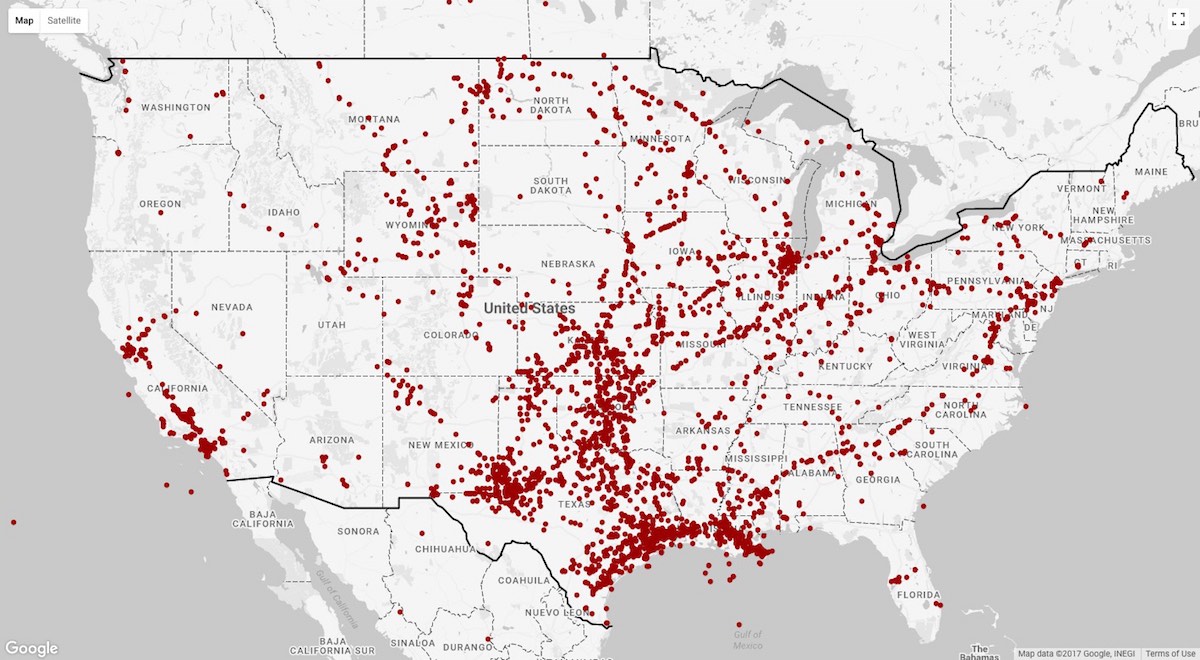 Map Satellite
WASHINGTON
NORTH
DAKOTA
MONTANA
MINNESOTA
BRU
MAINE
VERMONT
SOUTH
DAKOTA
WISCONSIN
OREGON
IDAHO
MICHIGAN
NEW
HAMPSHIRE
WYOMING
NEW YORK
MASSACHUSETTS
IOWA
CT
RI
NEBRASKA
PENNSYLVANIA
ILLINOIS
INDIANA
OHIO
United States
NEVADA
NJ
MARYLAND
UTAH
DE
COLORADO
WEST
VIRGINIA
KA
MISSOURI
KENTUCKY
VIRGINIA
CALIFORNIA
TENNESSEE
NORTH
CAROLINA
ARKANSAS
ARIZONA
NEW MEXICO
SOUTH
CAROLINA
MISSISSIPPI
ALABAMA
GEORGIA
TEXAS
BAJA
CALIFORNIA
SONORA
CHIHUAHUA
COAHUILA
Gulf of California
FLORIDA
NUEVO LEON
Gulf of
Mexico
BAJA
CALIFORNIA SUR
SINALOA
DURANGO
The
Bahamas
Google
Map data ©2017 Google, INEGI Terms of Use